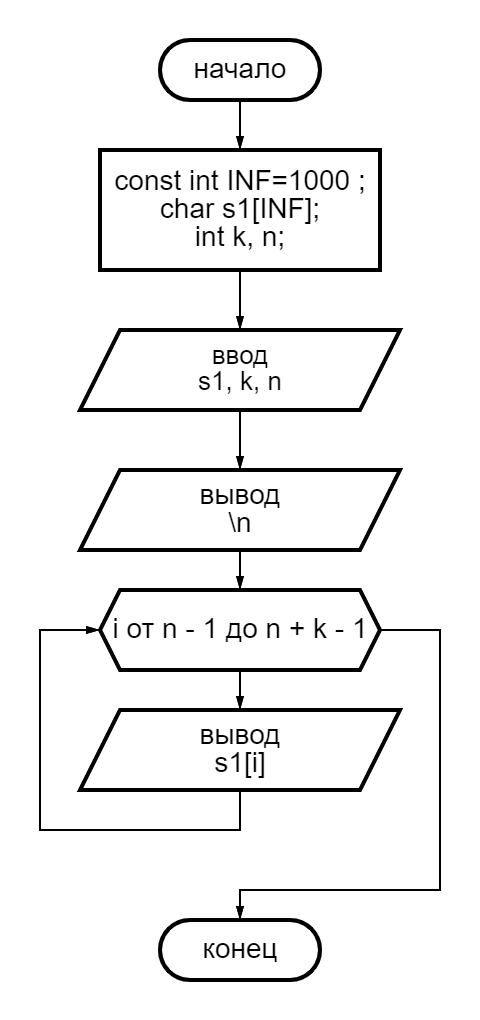 начало
const int INF=1000 ;
char s1[INF];
int k, n;
ввод
s1, k, n
вывод
\n
i от n - 1 до n + k - 1
вывод
s1[i]
конец